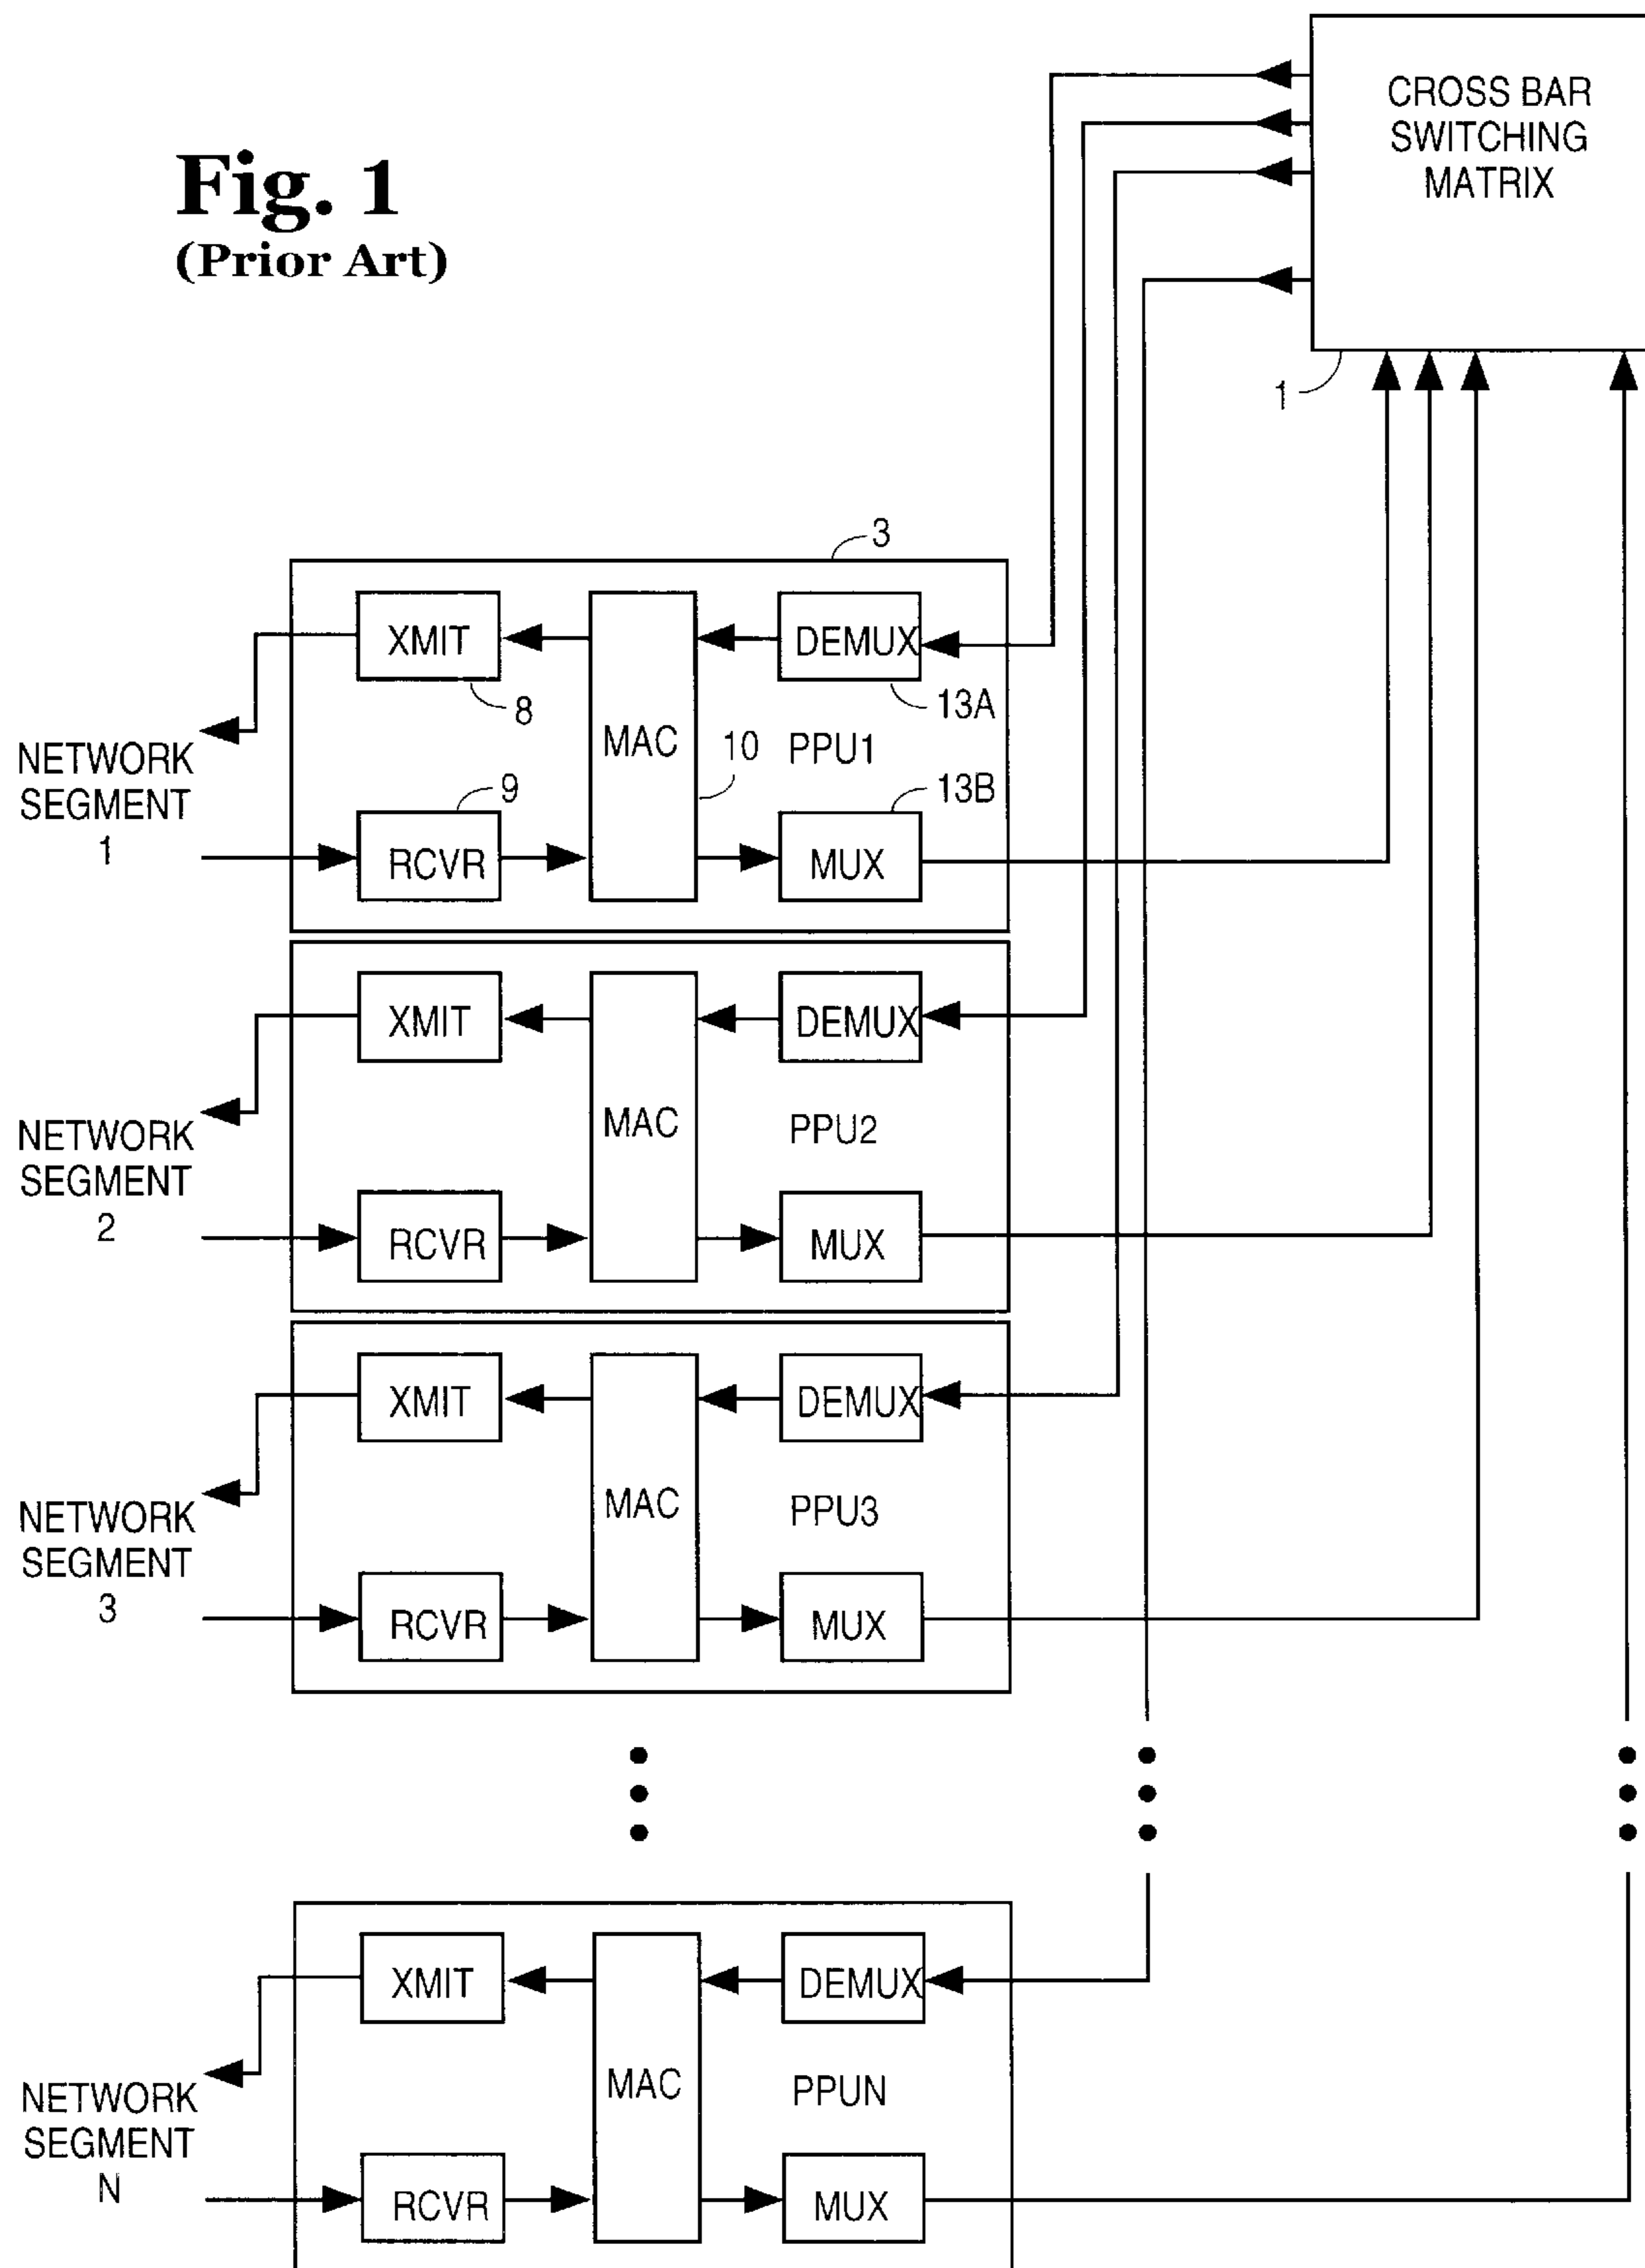 Fig. 1
(Prior Art)
CROSS BAR
SWITCHING
MATRIX
1
3
XMIT
8
MAC
10
DEMUX
13A
PPU1
13B
9
RCVR
MUX
NETWORK
SEGMENT
1
XMIT
MAC
DEMUX
PPU2
RCVR
MUX
NETWORK
SEGMENT
2
XMIT
MAC
DEMUX
PPU3
RCVR
MUX
NETWORK
SEGMENT
3
XMIT
MAC
DEMUX
PPUN
RCVR
MUX
NETWORK
SEGMENT
N